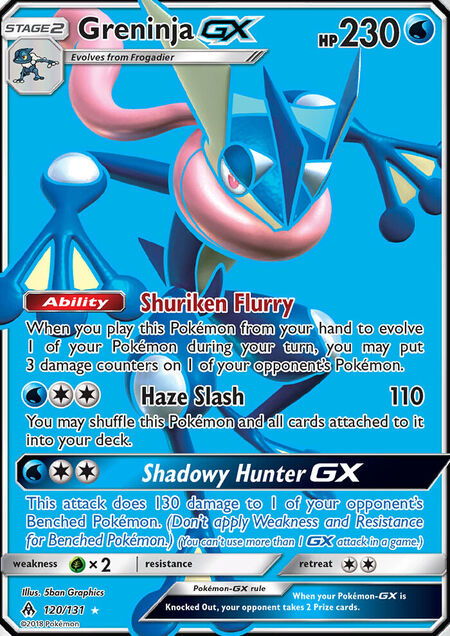 STAGE2 Greninja GX HP230
Evolves from Frogadier
Ability Shuriken Flurry
When you play this Pokémon from your hand to evolve
1 of your Pokémon during your turn, you may put
3 damage counters on 1 of your opponent's Pokémon.
Haze Slash 110
You may shuffle this Pokémon and all cards attached to it
into your deck.
Shadowy Hunter GX
This attack does 130 damage to 1 of your opponent's
Benched Pokémon. (Don't apply Weakness and Resistance
for Benched Pokémon.) (You can't use more than 1 GX attack in a game.)
weakness ×2 resistance retreat
Illus. 5ban Graphics
120/131
©2018 Pokémon
Pokémon-GX rule
When your Pokémon-GX is
Knocked Out, your opponent takes 2 Prize cards.